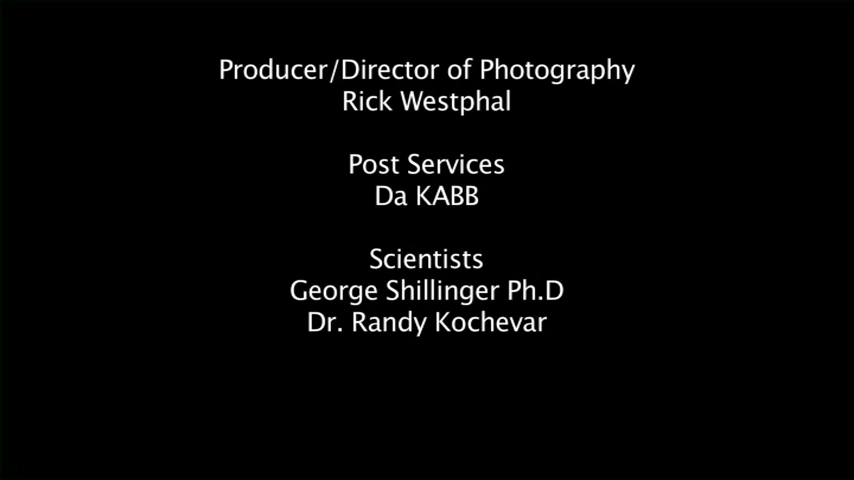 Producer/Director of Photography
Rick Westphal
Post Services
Da KABB
Scientists
George Shillinger Ph.D
Dr. Randy Kochevar